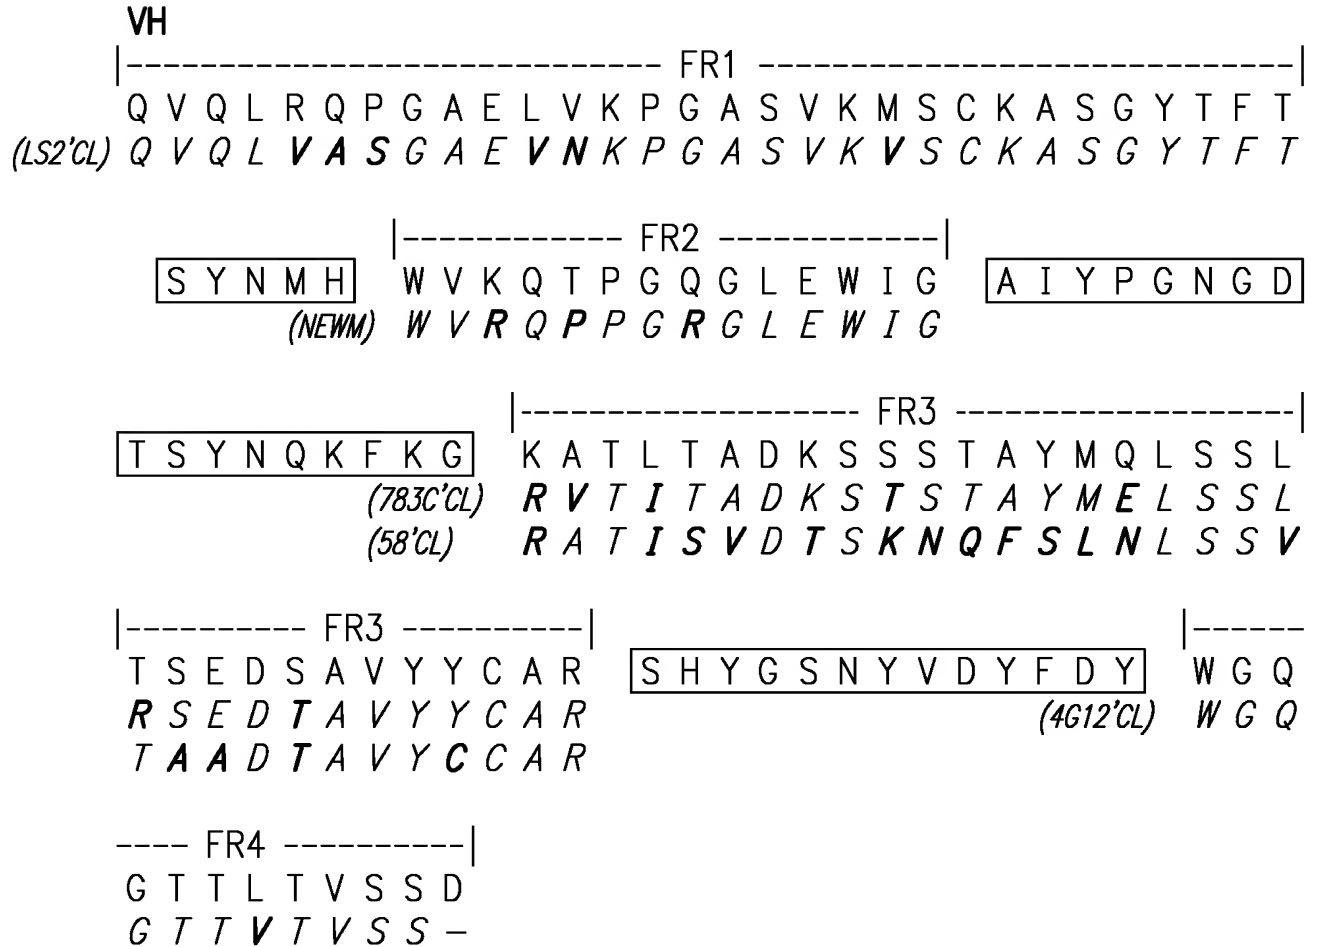 VH
|--------------------------- FR1 ---------------------------|
Q V Q L R Q P G A E L V K P G A S V K M S C K A S G Y T F T
(LS2'CL) Q V Q L V A S G A E V N K P G A S V K V S C K A S G Y T F T
|------------ FR2 ------------|
S Y N M H W V K Q T P G Q G L E W I G A I Y P G N G D
(NEWM) W V R Q P P G R G L E W I G
|------------------ FR3 ------------------|
T S Y N Q K F K G K A T L T A D K S S S T A Y M Q L S S L
(783C'CL) R V T I T A D K S T S T A Y M E L S S L
(58'CL) R A T I S V D T S K N Q F S L N L S S V
|---------- FR3 ----------| |------
T S E D S A V Y Y C A R S H Y G S N Y V D Y F D Y W G Q
R S E D T A V Y Y C A R (4G12'CL) W G Q
T A A D T A V Y C C A R
---- FR4 ----------|
G T T L T V S S D
G T T V T V S S –